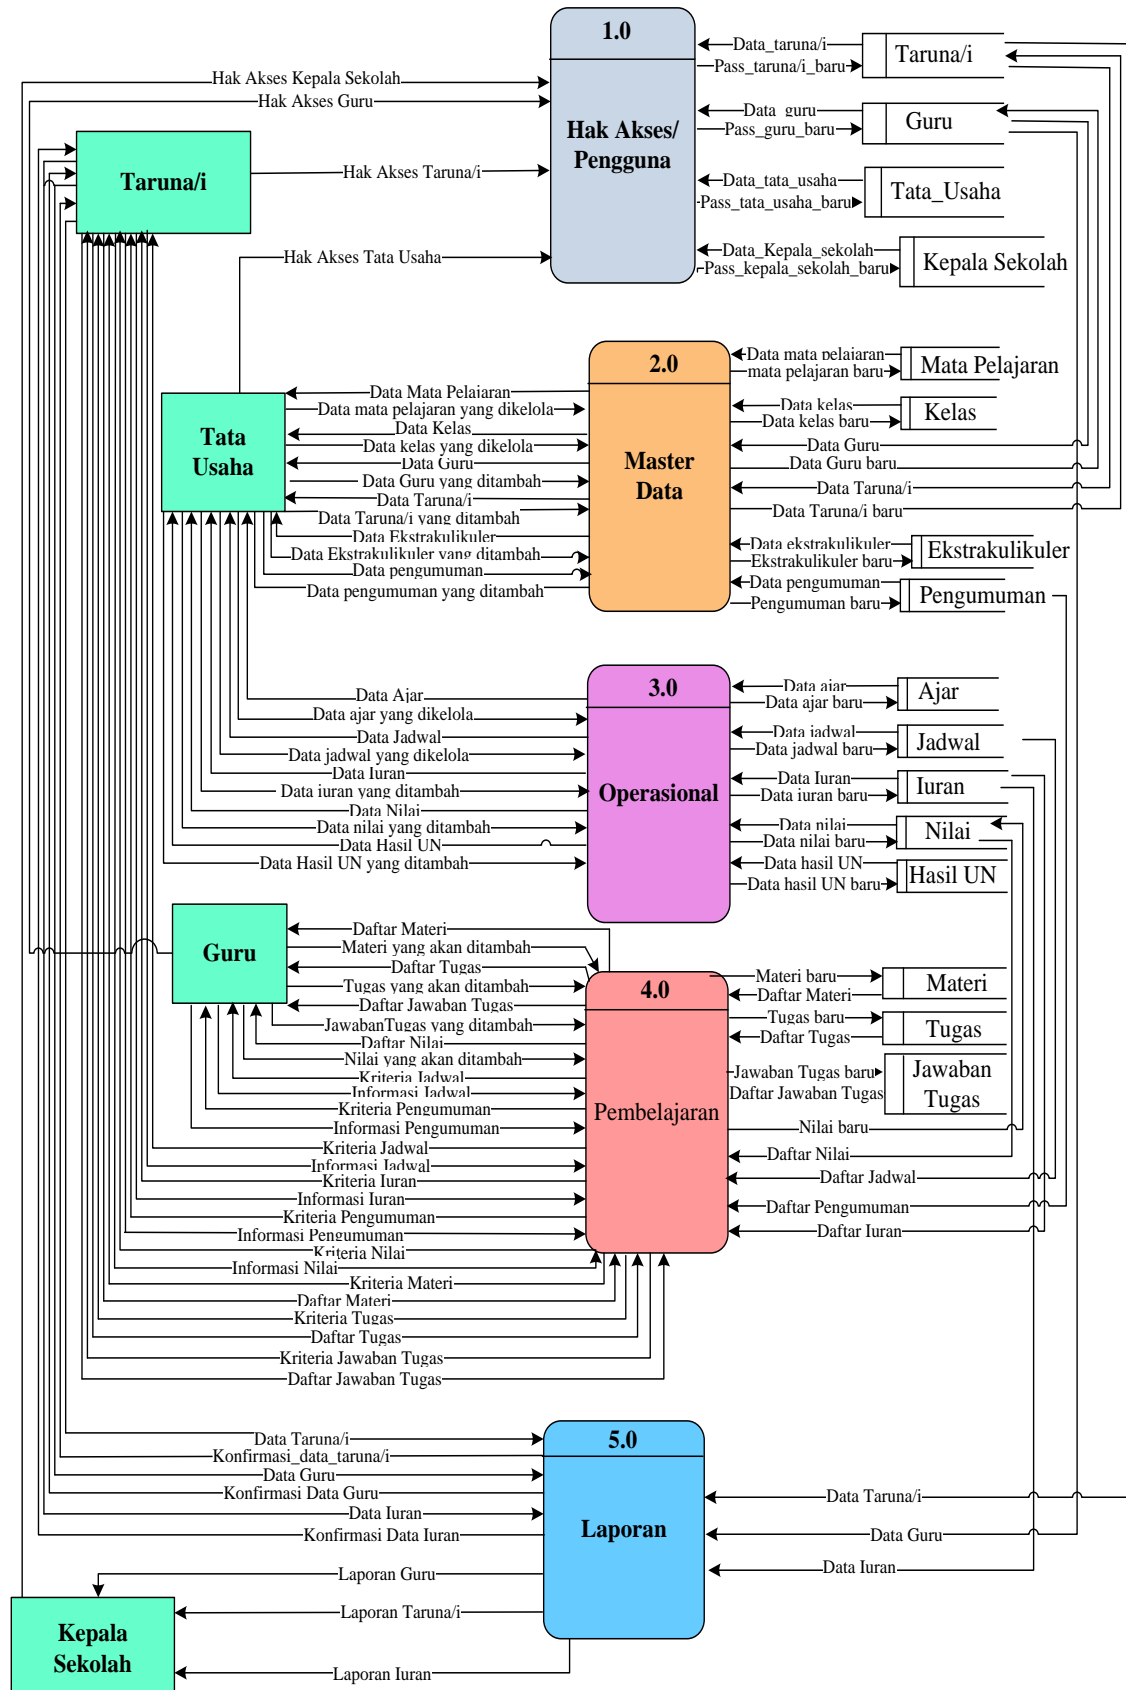 1.0
Hak Akses/
Pengguna
Hak Akses Kepala Sekolah
Hak Akses Guru
Hak Akses Taruna/i
Hak Akses Tata Usaha
Taruna/i
Data_taruna/i
Pass_taruna/i_baru
Taruna/i
Data_guru
Pass_guru_baru
Guru
Data_tata_usaha
Pass_tata_usaha_baru
Tata_Usaha
Data_Kepala_sekolah
Pass_kepala_sekolah_baru
Kepala Sekolah
Tata
Usaha
2.0
Master
Data
Data Mata Pelajaran
Data mata pelajaran yang dikelola
Data Kelas
Data kelas yang dikelola
Data Guru
Data Guru yang ditambah
Data Taruna/i
Data Taruna/i yang ditambah
Data Ekstrakulikuler
Data Ekstrakulikuler yang ditambah
Data pengumuman
Data pengumuman yang ditambah
Data mata pelajaran
mata pelajaran baru
Mata Pelajaran
Data kelas
Data kelas baru
Kelas
Data Guru
Data Guru baru
Data Taruna/i
Data Taruna/i baru
Data ekstrakulikuler
Ekstrakulikuler baru
Ekstrakulikuler
Data pengumuman
Pengumuman baru
Pengumuman
3.0
Operasional
Data Ajar
Data ajar yang dikelola
Data Jadwal
Data jadwal yang dikelola
Data Iuran
Data iuran yang ditambah
Data Nilai
Data nilai yang ditambah
Data Hasil UN
Data Hasil UN yang ditambah
Data ajar
Data ajar baru
Ajar
Data jadwal
Data jadwal baru
Jadwal
Data Iuran
Data iuran baru
Iuran
Data nilai
Data nilai baru
Nilai
Data hasil UN
Data hasil UN baru
Hasil UN
Guru
4.0
Pembelajaran
Daftar Materi
Materi yang akan ditambah
Daftar Tugas
Tugas yang akan ditambah
Daftar Jawaban Tugas
JawabanTugas yang ditambah
Daftar Nilai
Nilai yang akan ditambah
Kriteria Jadwal
Informasi Jadwal
Kriteria Pengumuman
Informasi Pengumuman
Kriteria Jadwal
Informasi Jadwal
Kriteria Iuran
Informasi Iuran
Kriteria Pengumuman
Informasi Pengumuman
Kriteria Nilai
Informasi Nilai
Kriteria Materi
Daftar Materi
Kriteria Tugas
Daftar Tugas
Kriteria Jawaban Tugas
Daftar Jawaban Tugas
Materi baru
Daftar Materi
Materi
Tugas baru
Daftar Tugas
Tugas
Jawaban Tugas baru
Daftar Jawaban Tugas
Jawaban
Tugas
Nilai baru
Daftar Nilai
Daftar Jadwal
Daftar Pengumuman
Daftar Iuran
5.0
Laporan
Data Taruna/i
Konfirmasi_data_taruna/i
Data Guru
Konfirmasi Data Guru
Data Iuran
Konfirmasi Data Iuran
Laporan Guru
Laporan Taruna/i
Laporan Iuran
Data Taruna/i
Data Guru
Data Iuran
Kepala
Sekolah